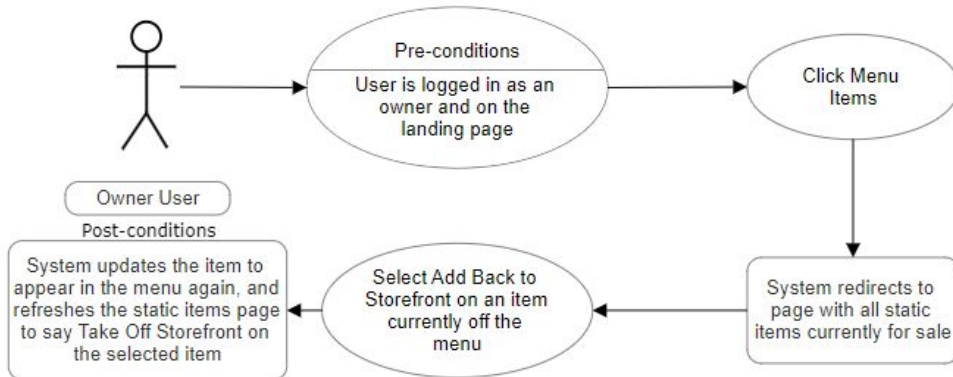 Pre-conditions
User is logged in as an
owner and on the
landing page
Click Menu
Items
Owner User
Post-conditions
System updates the item to
appear in the menu again, and
refreshes the static items page
to say Take Off Storefront on
the selected item
Select Add Back to
Storefront on an item
currently off the
menu
System redirects to
page with all static
items currently for sale